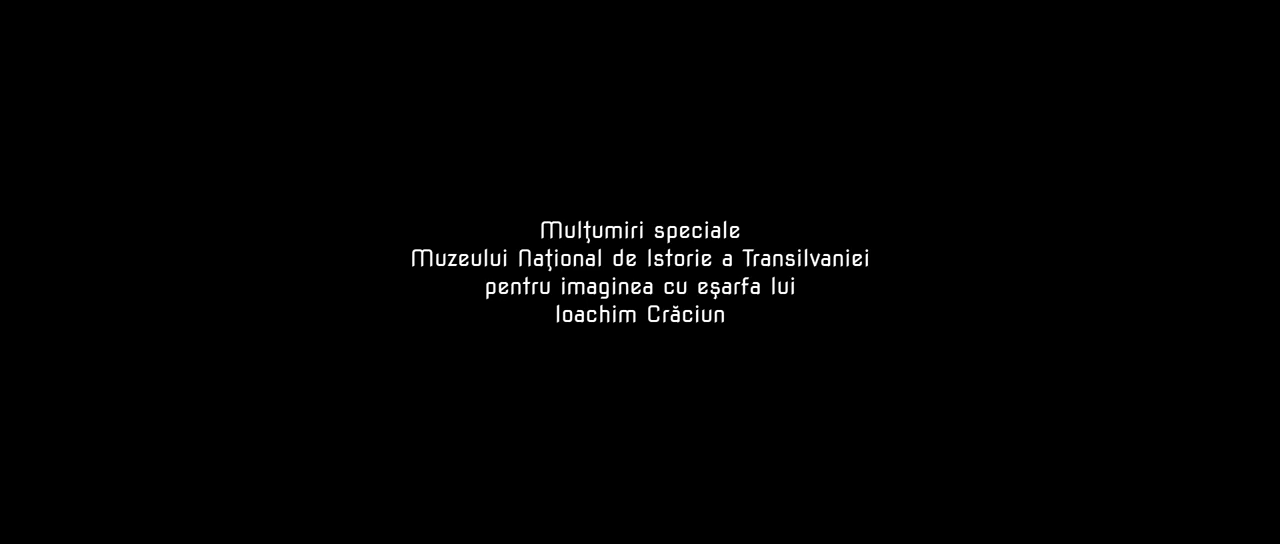 Mulţumiri speciale
Muzeului Naţional de Istorie a Transilvaniei
pentru imaginea cu eşarfa lui
Ioachim Crăciun